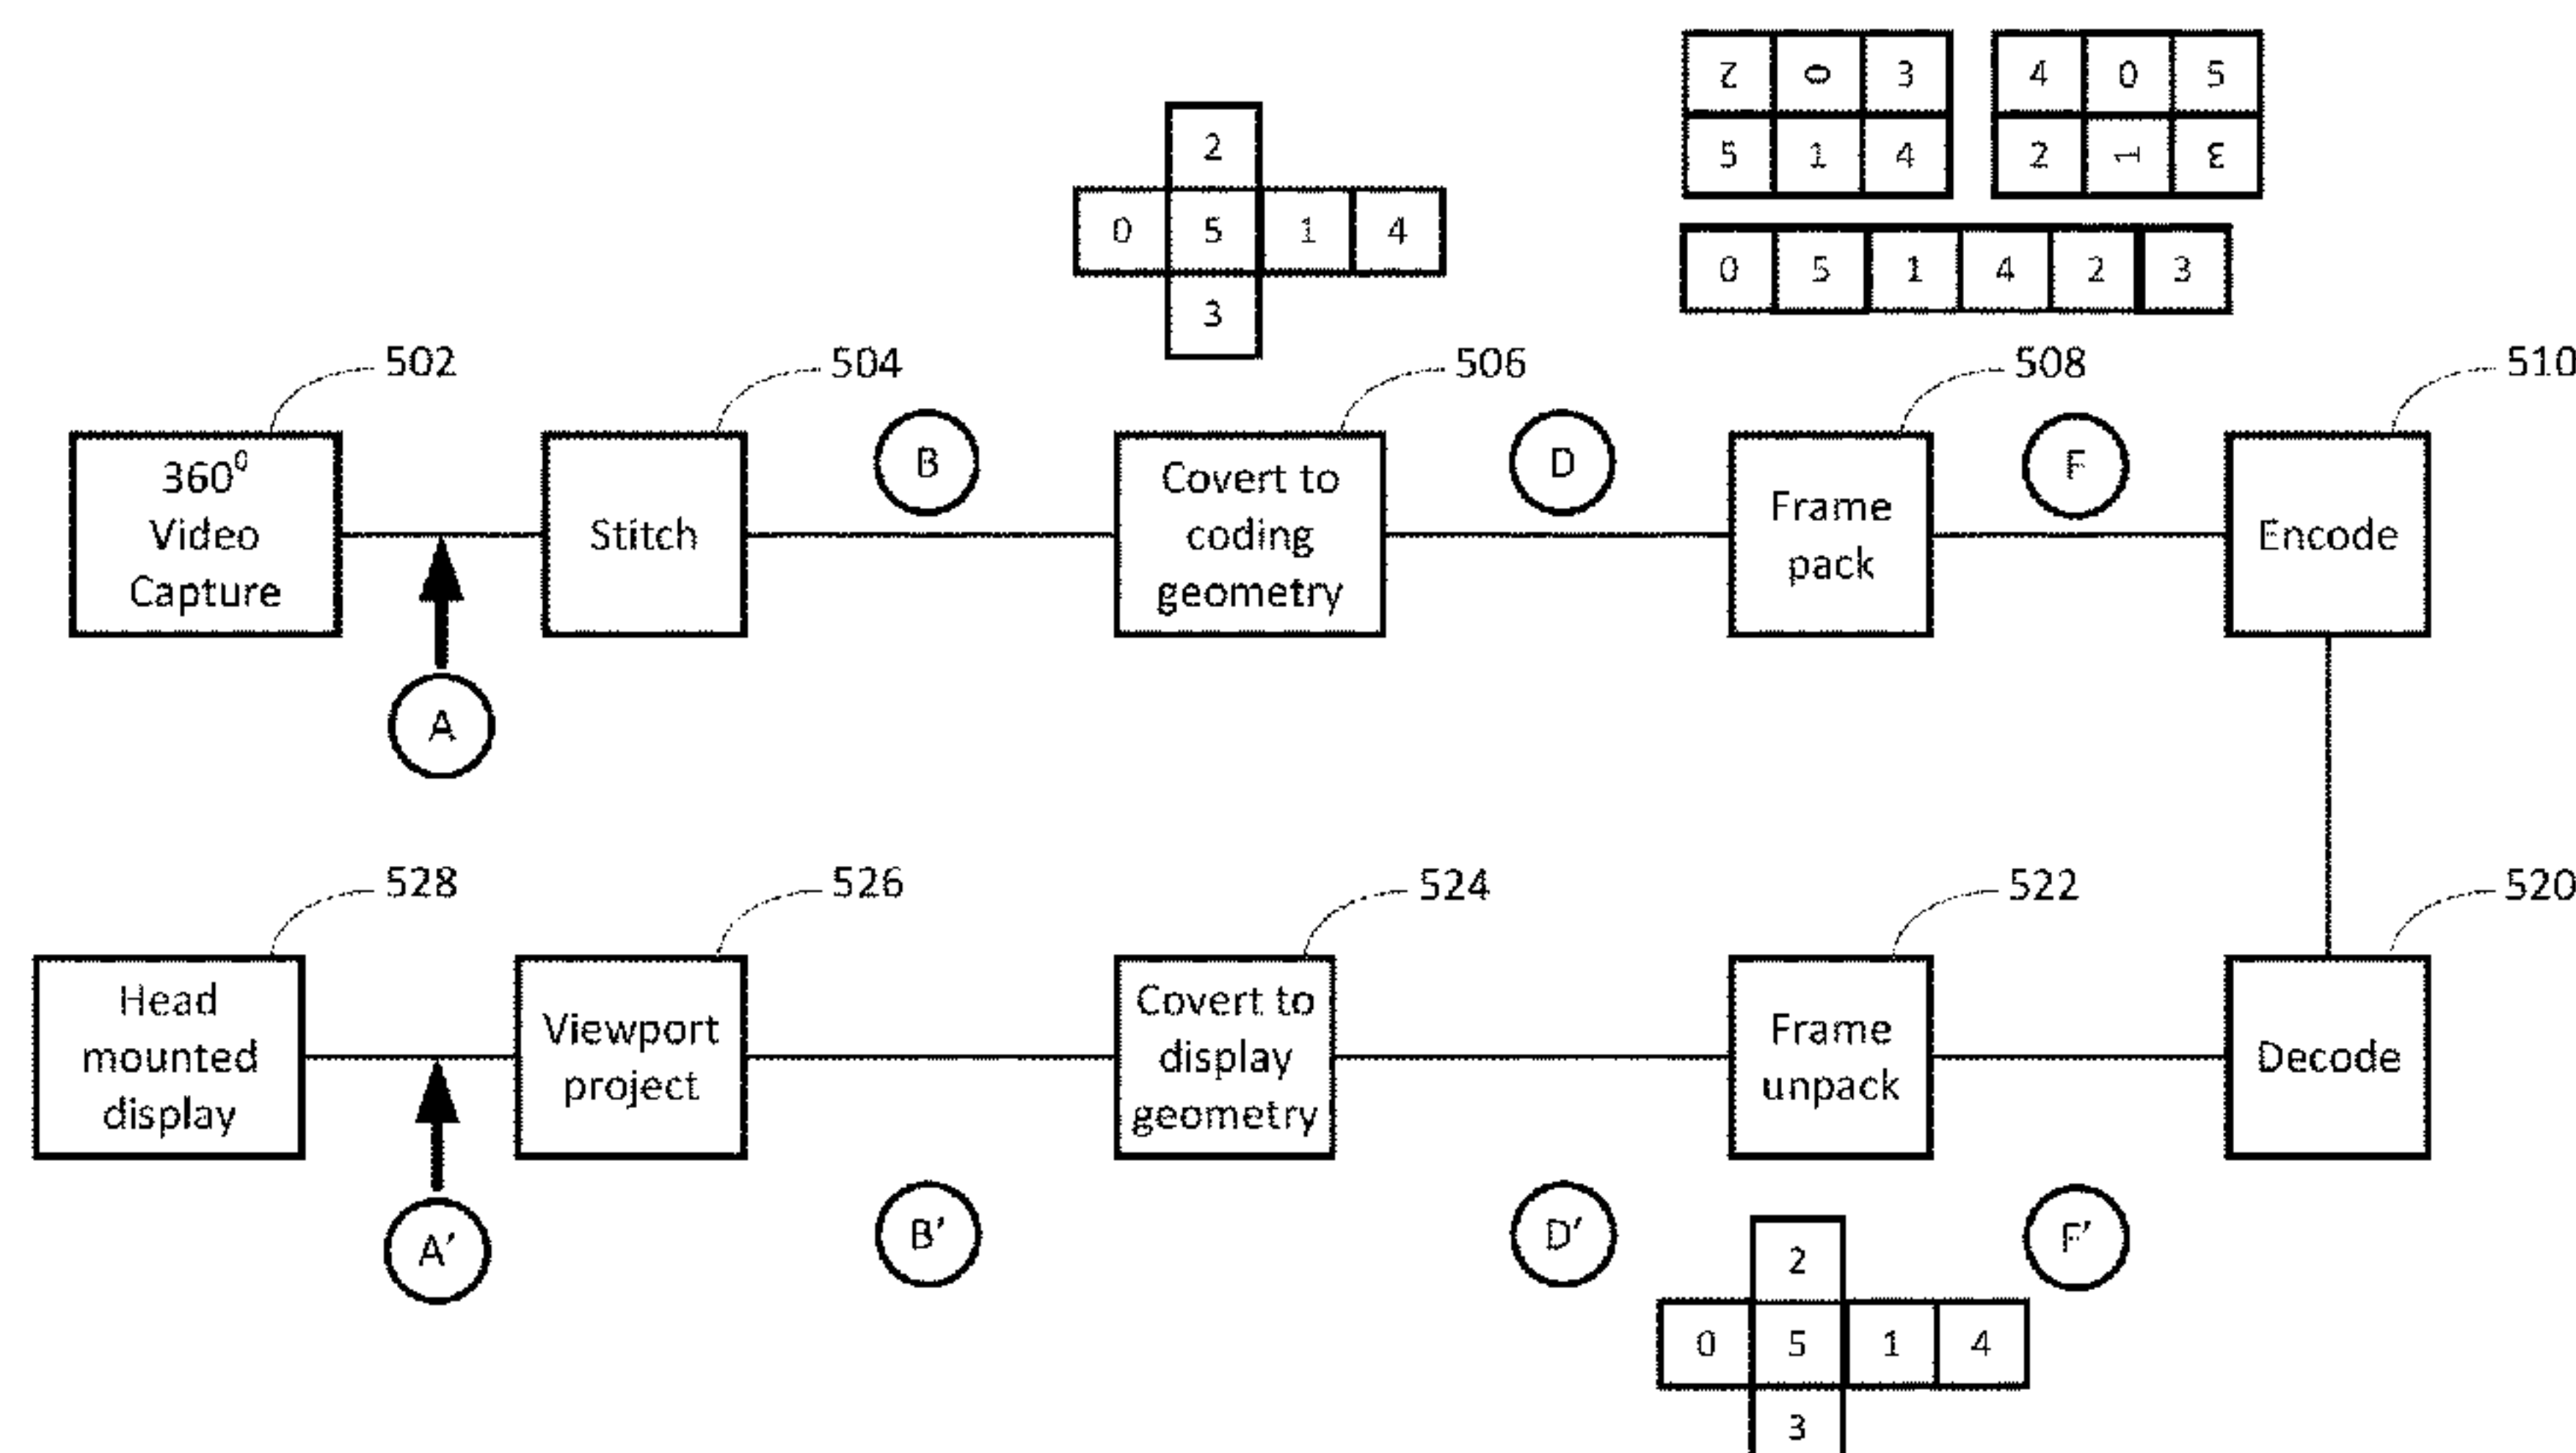 2 0 3
5 1 4
4 0 5
2 1 3
2
0 5 1 4
3
0 5 1 4 2 3
502
504
506
508
510
360⁰
Video
Capture
A
Stitch
B
Covert to
coding
geometry
D
Frame
pack
F
Encode
528
526
524
522
520
Head
mounted
display
A′
Viewport
project
B′
Covert to
display
geometry
D′
Frame
unpack
F′
Decode
2
0 5 1 4
3